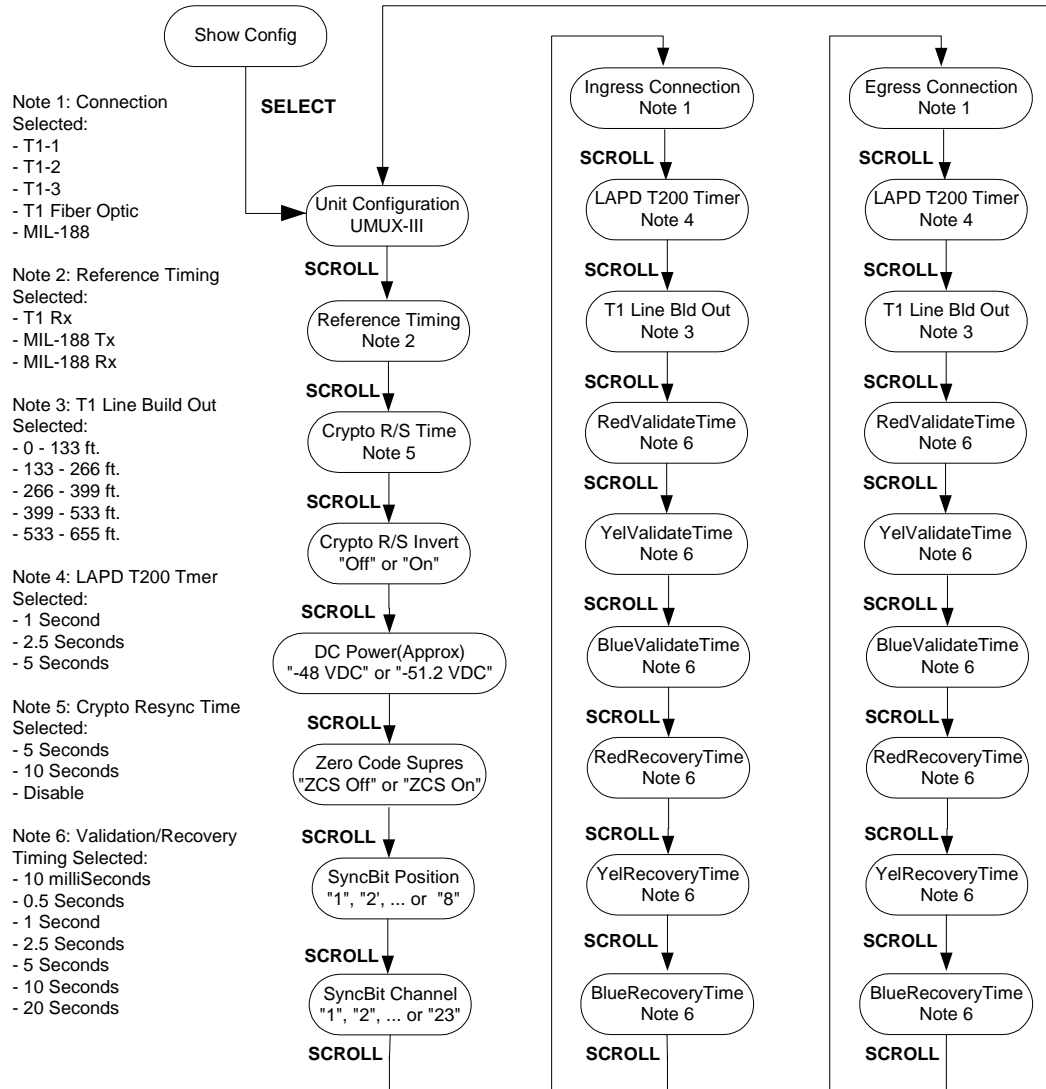 Show Config
SELECT
Note 1: Connection
Selected:
- T1-1
- T1-2
- T1-3
- T1 Fiber Optic
- MIL-188
Note 2: Reference Timing
Selected:
- T1 Rx
- MIL-188 Tx
- MIL-188 Rx
Note 3: T1 Line Build Out
Selected:
- 0 - 133 ft.
- 133 - 266 ft.
- 266 - 399 ft.
- 399 - 533 ft.
- 533 - 655 ft.
Note 4: LAPD T200 Tmer
Selected:
- 1 Second
- 2.5 Seconds
- 5 Seconds
Note 5: Crypto Resync Time
Selected:
- 5 Seconds
- 10 Seconds
- Disable
Note 6: Validation/Recovery
Timing Selected:
- 10 milliSeconds
- 0.5 Seconds
- 1 Second
- 2.5 Seconds
- 5 Seconds
- 10 Seconds
- 20 Seconds
Unit Configuration
UMUX-III
SCROLL
Reference Timing
Note 2
SCROLL
Crypto R/S Time
Note 5
SCROLL
Crypto R/S Invert
"Off" or "On"
SCROLL
DC Power(Approx)
"-48 VDC" or "-51.2 VDC"
SCROLL
Zero Code Supres
"ZCS Off" or "ZCS On"
SCROLL
SyncBit Position
"1", "2', ... or "8"
SCROLL
SyncBit Channel
"1", "2", ... or "23"
SCROLL
Ingress Connection
Note 1
SCROLL
LAPD T200 Timer
Note 4
SCROLL
T1 Line Bld Out
Note 3
SCROLL
RedValidateTime
Note 6
SCROLL
YelValidateTime
Note 6
SCROLL
BlueValidateTime
Note 6
SCROLL
RedRecoveryTime
Note 6
SCROLL
YelRecoveryTime
Note 6
SCROLL
BlueRecoveryTime
Note 6
SCROLL
Egress Connection
Note 1
SCROLL
LAPD T200 Timer
Note 4
SCROLL
T1 Line Bld Out
Note 3
SCROLL
RedValidateTime
Note 6
SCROLL
YelValidateTime
Note 6
SCROLL
BlueValidateTime
Note 6
SCROLL
RedRecoveryTime
Note 6
SCROLL
YelRecoveryTime
Note 6
SCROLL
BlueRecoveryTime
Note 6
SCROLL